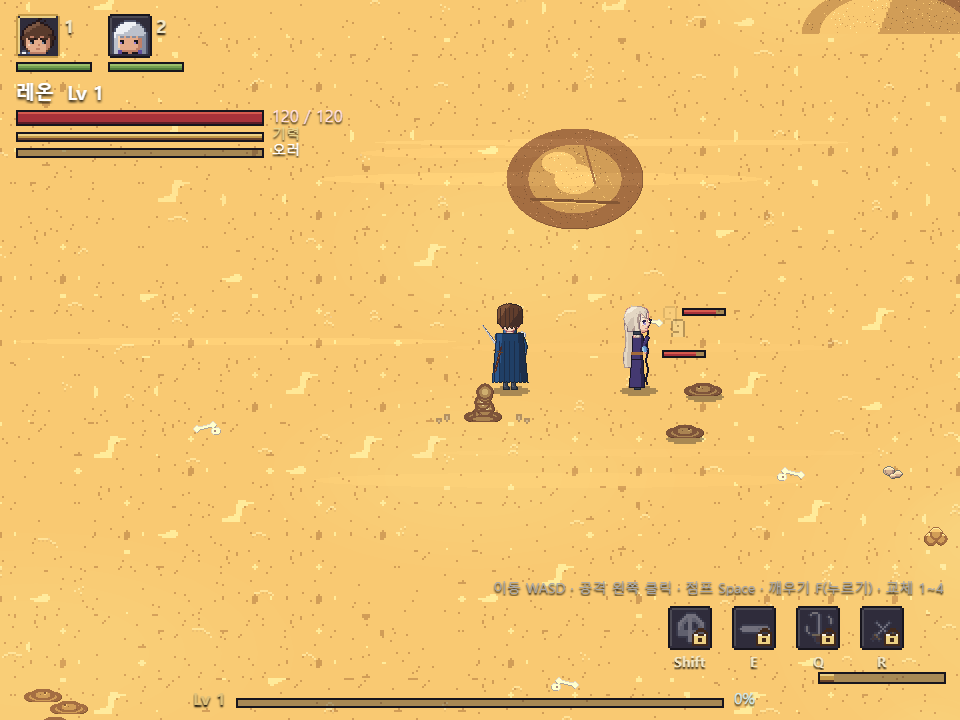 1
2
레온 Lv 1
120 / 120
기력
오러
9
이동 WASD · 공격 왼쪽 클릭 · 점프 Space · 깨우기 F(누르기) · 교체 1~4
Shift
E
Q
R
Lv 1
0%